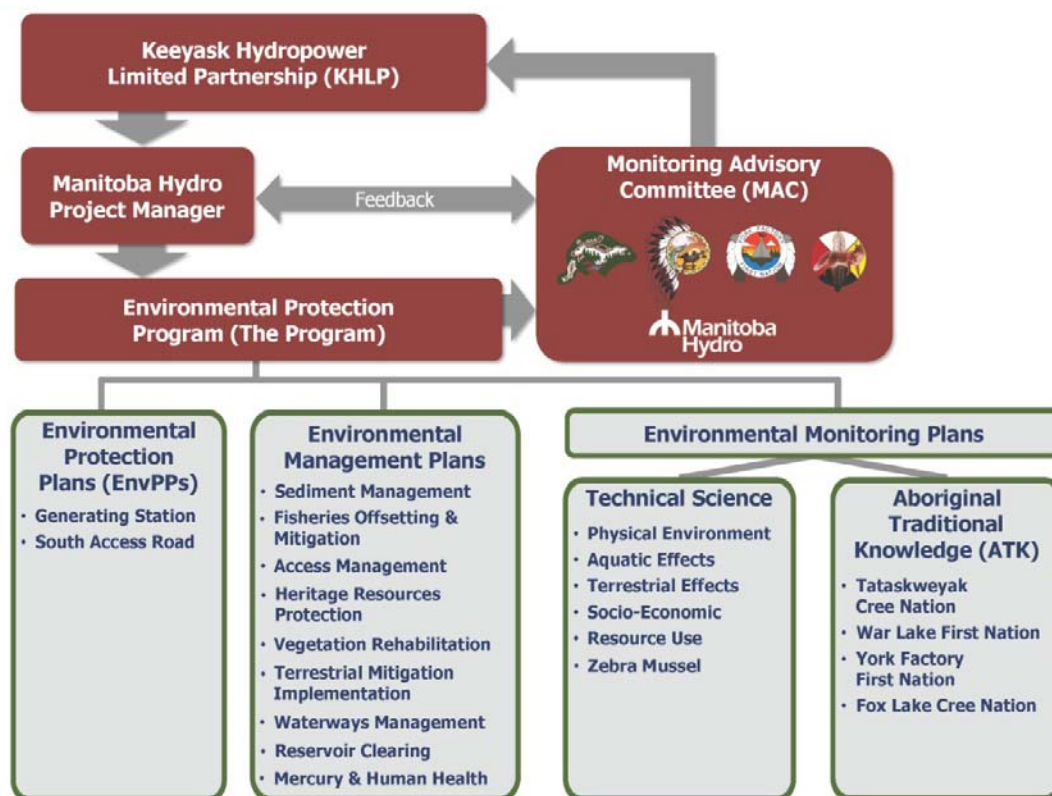 Keeyask Hydropower
Limited Partnership (KHLP)
Manitoba Hydro
Project Manager
Feedback
Monitoring Advisory
Committee (MAC)
YORK FACTORY
FIRST NATION
Manitoba
Hydro
Environmental Protection
Program (The Program)
Environmental
Protection
Plans (EnvPPs)
· Generating Station
· South Access Road
Environmental
Management Plans
· Sediment Management
· Fisheries Offsetting &
Mitigation
· Access Management
· Heritage Resources
Protection
· Vegetation Rehabilitation
· Terrestrial Mitigation
Implementation
· Waterways Management
· Reservoir Clearing
· Mercury & Human Health
Environmental Monitoring Plans
Technical Science
· Physical Environment
· Aquatic Effects
· Terrestrial Effects
· Socio-Economic
· Resource Use
· Zebra Mussel
Aboriginal
Traditional
Knowledge (ATK)
· Tataskweyak
Cree Nation
· War Lake First Nation
· York Factory
First Nation
· Fox Lake Cree Nation